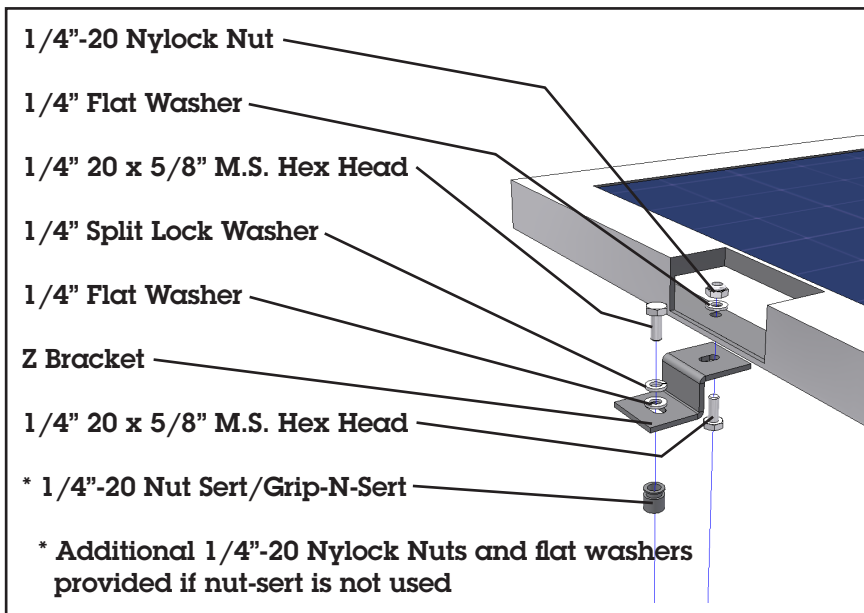 1/4”-20 Nylock Nut
1/4” Flat Washer
1/4” 20 x 5/8” M.S. Hex Head
1/4” Split Lock Washer
1/4” Flat Washer
Z Bracket
1/4” 20 x 5/8” M.S. Hex Head
* 1/4”-20 Nut Sert/Grip-N-Sert
* Additional 1/4”-20 Nylock Nuts and flat washers
provided if nut-sert is not used